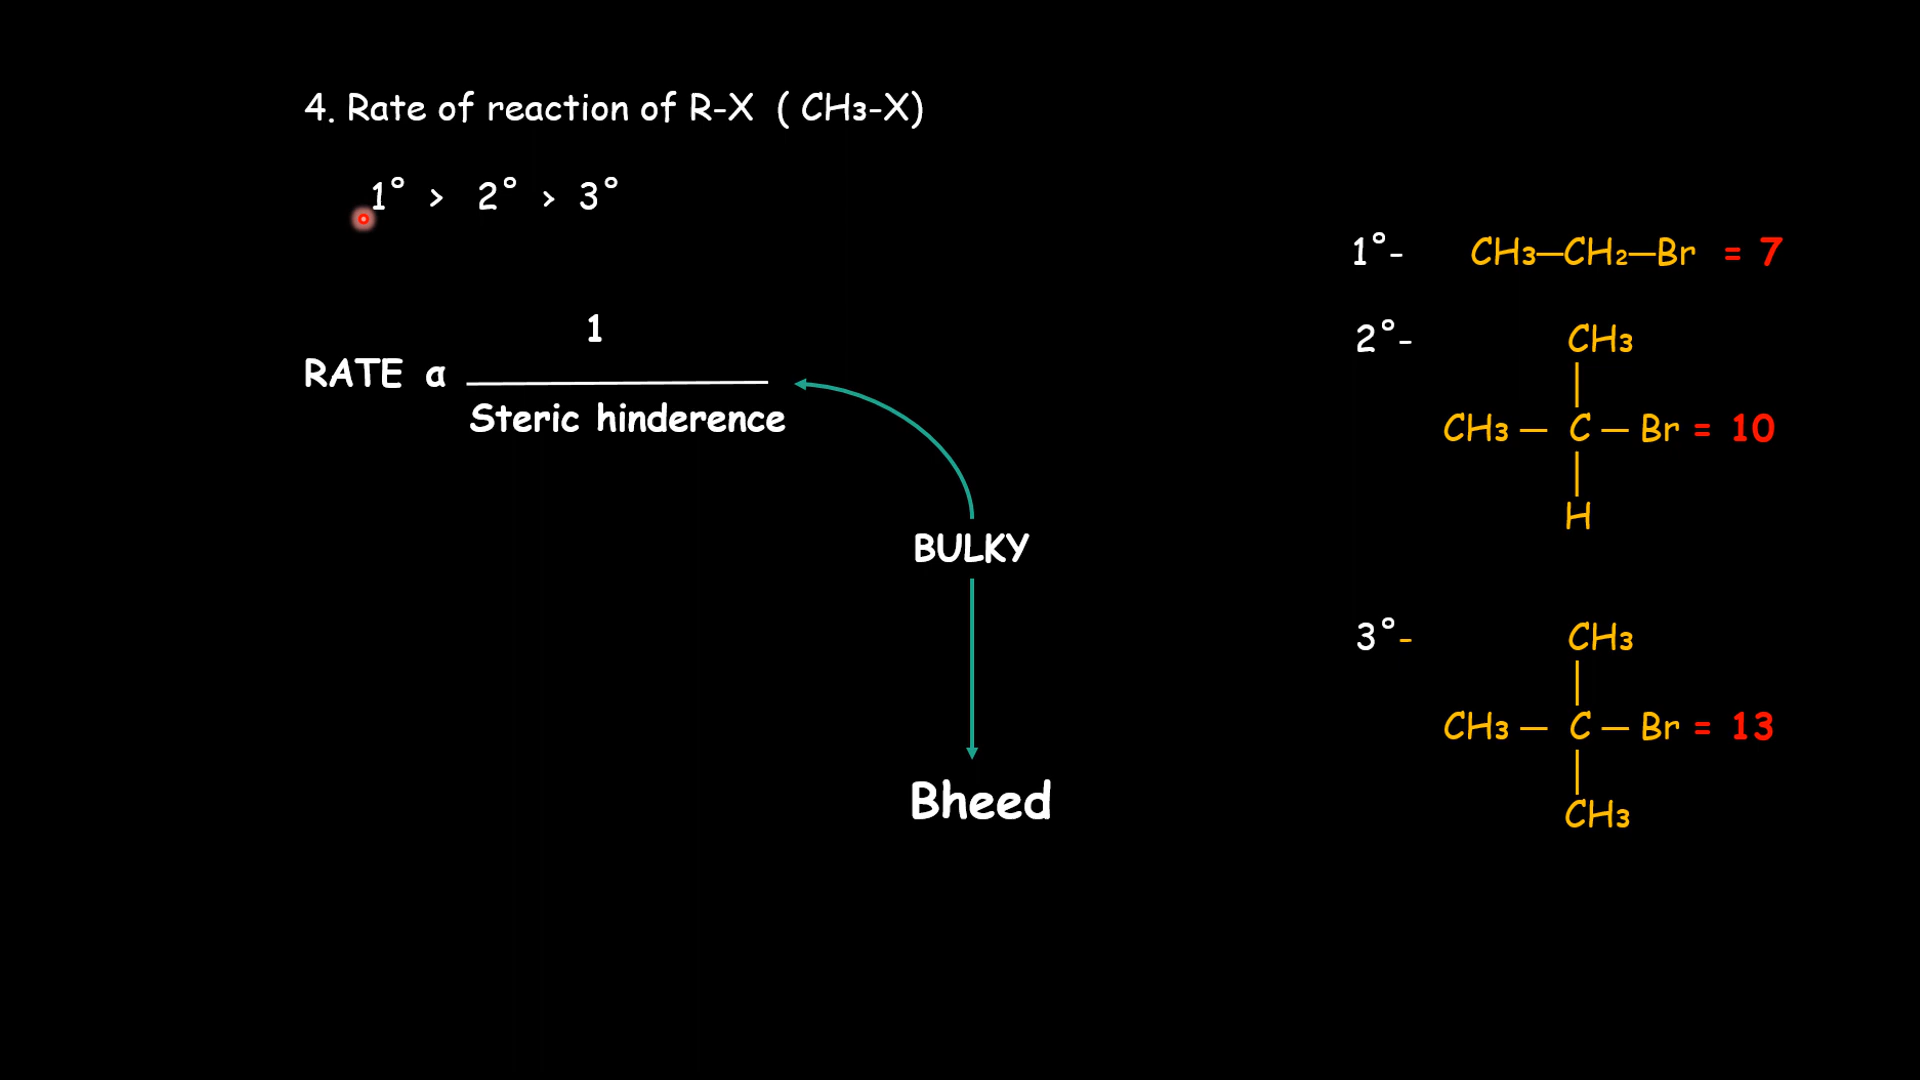 4. Rate of reaction of R-X ( CH₃-X)
1° > 2° > 3°
RATE α 1
Steric hinderence
BULKY
Bheed
1°- CH₃—CH₂—Br = 7
2°- CH₃
CH₃ — C — Br = 10
H
3°- CH₃
CH₃ — C — Br = 13
CH₃